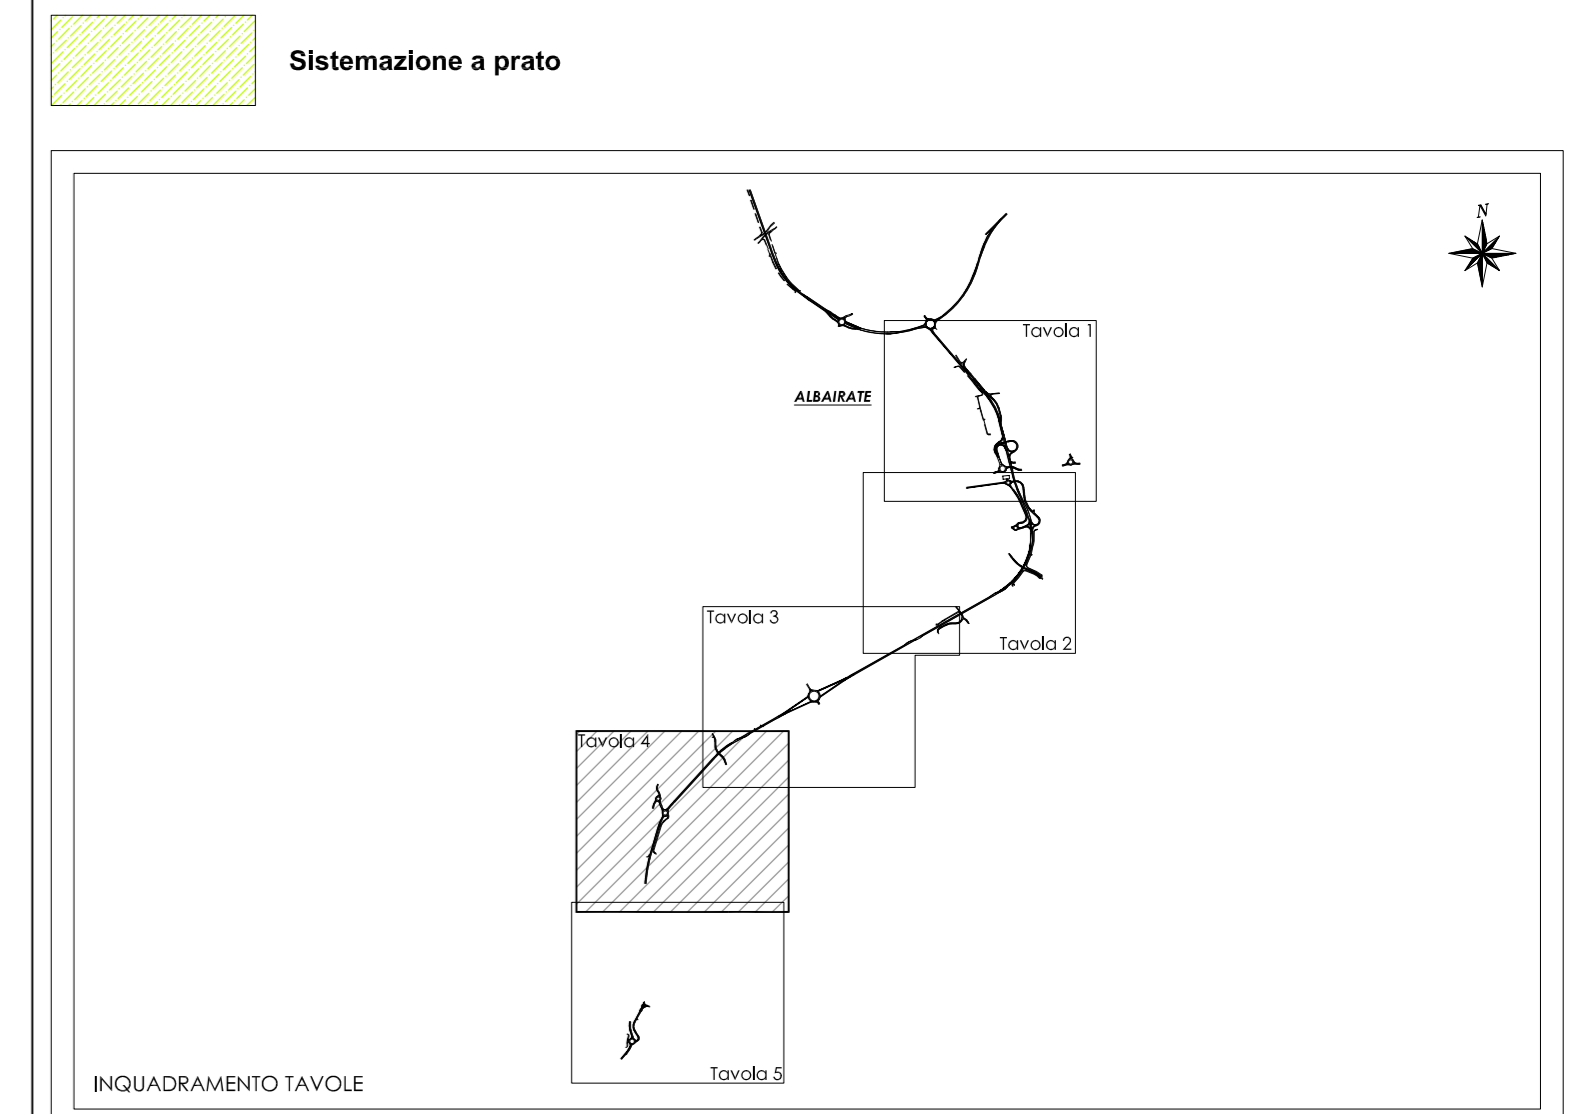 Sistemazione a prato
N
Tavola 1
ALBAIRATE
Tavola 3
Tavola 2
Tavola 4
Tavola 5
INQUADRAMENTO TAVOLE